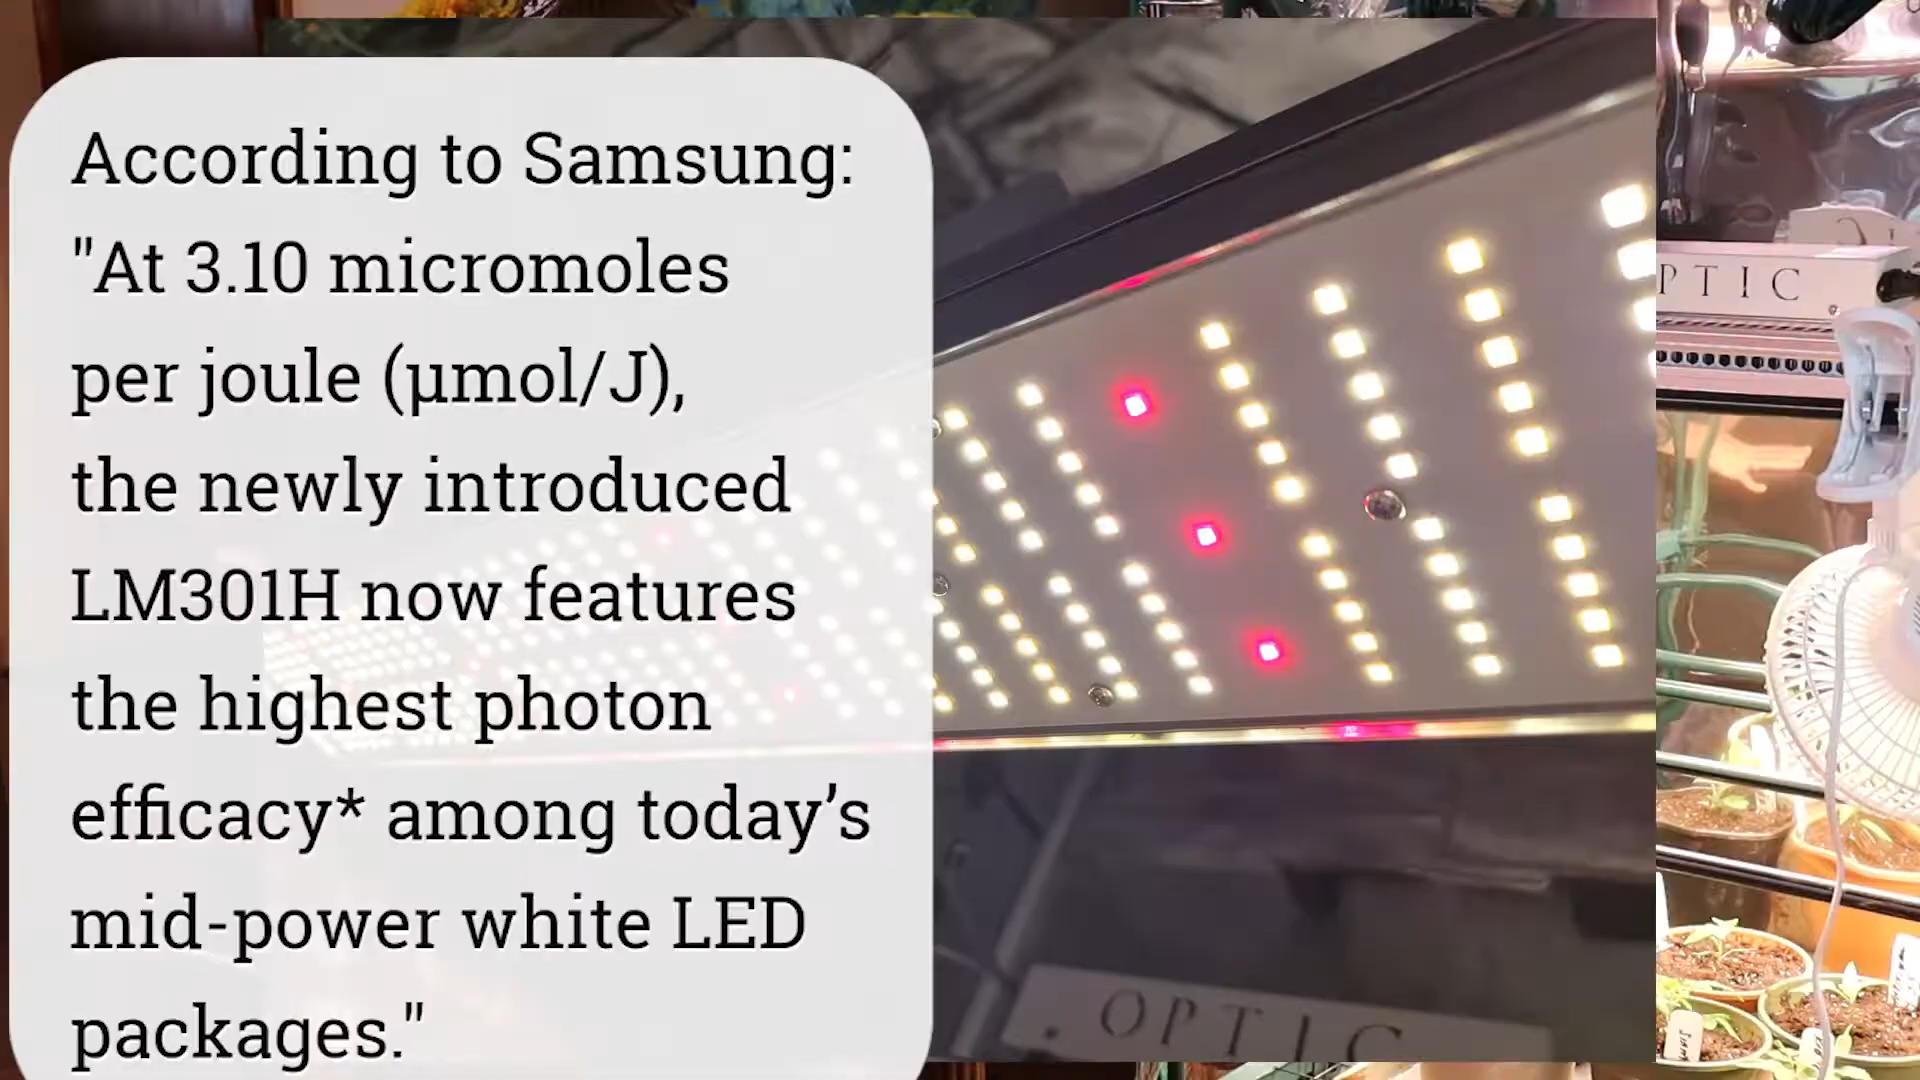 According to Samsung:
"At 3.10 micromoles
per joule (µmol/J),
the newly introduced
LM301H now features
the highest photon
efficacy* among today’s
mid-power white LED
packages."
PTIC
OPTIC